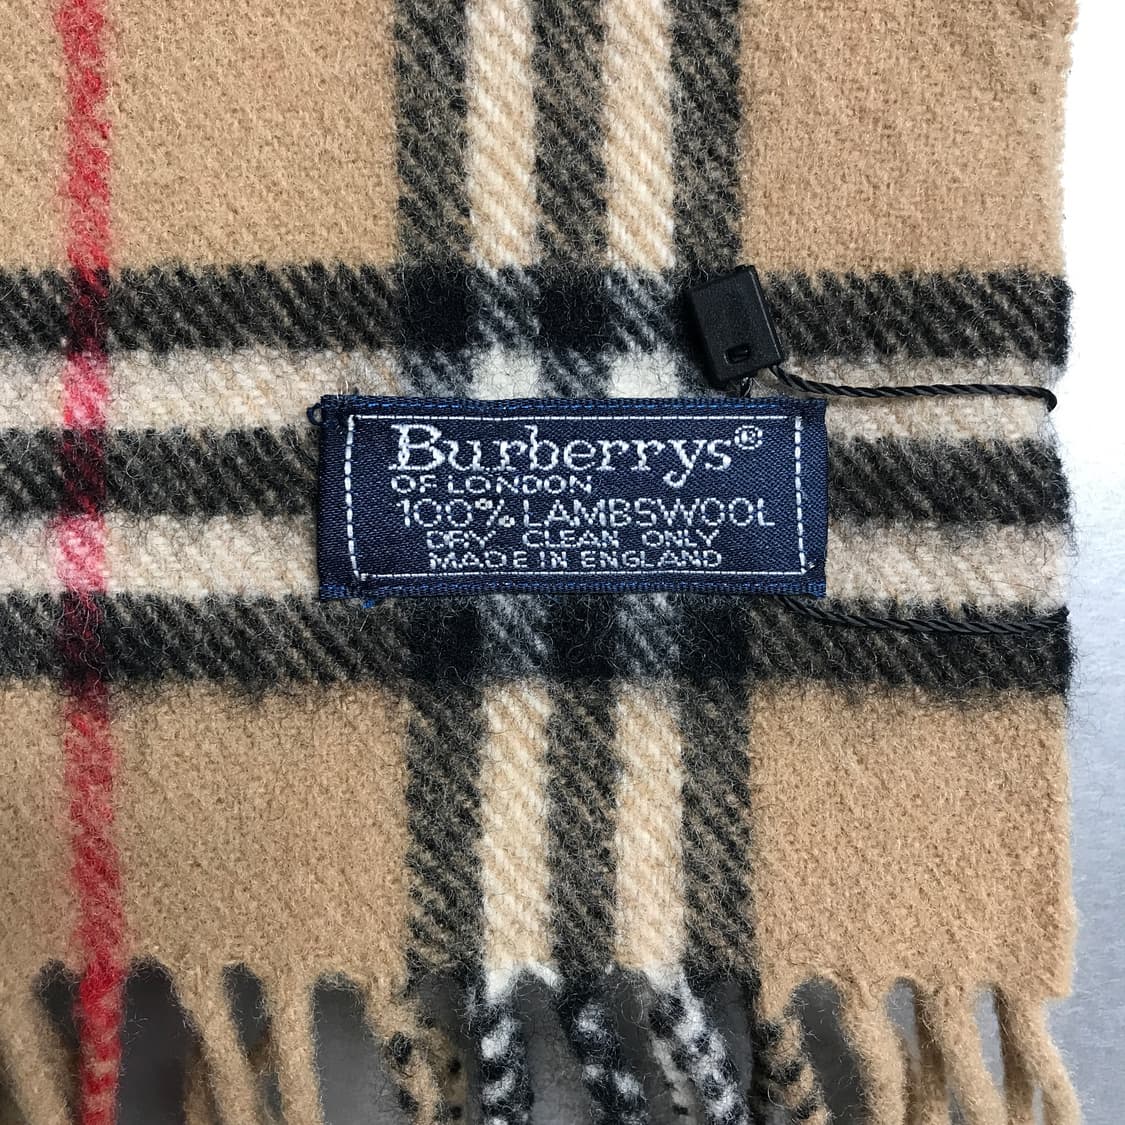 Burberrys®
OF LONDON
100% LAMBSWOOL
DRY CLEAN ONLY
MADE IN ENGLAND